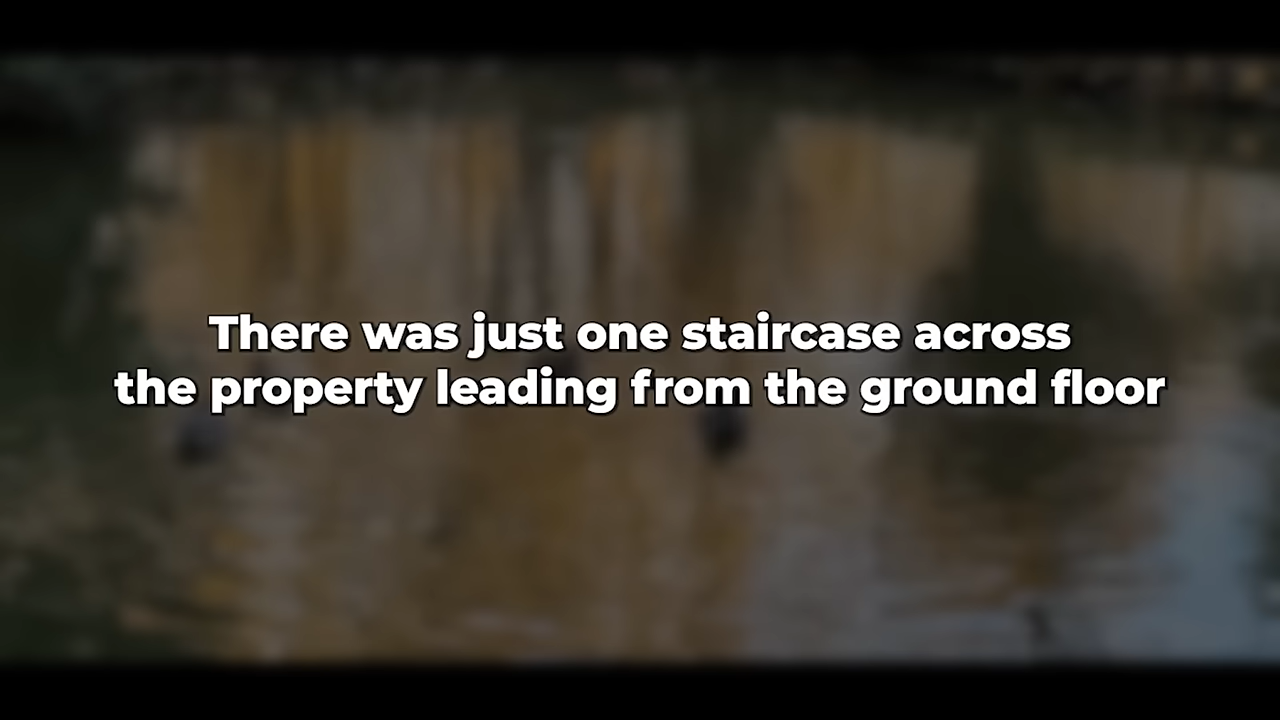 There was just one staircase across
the property leading from the ground floor